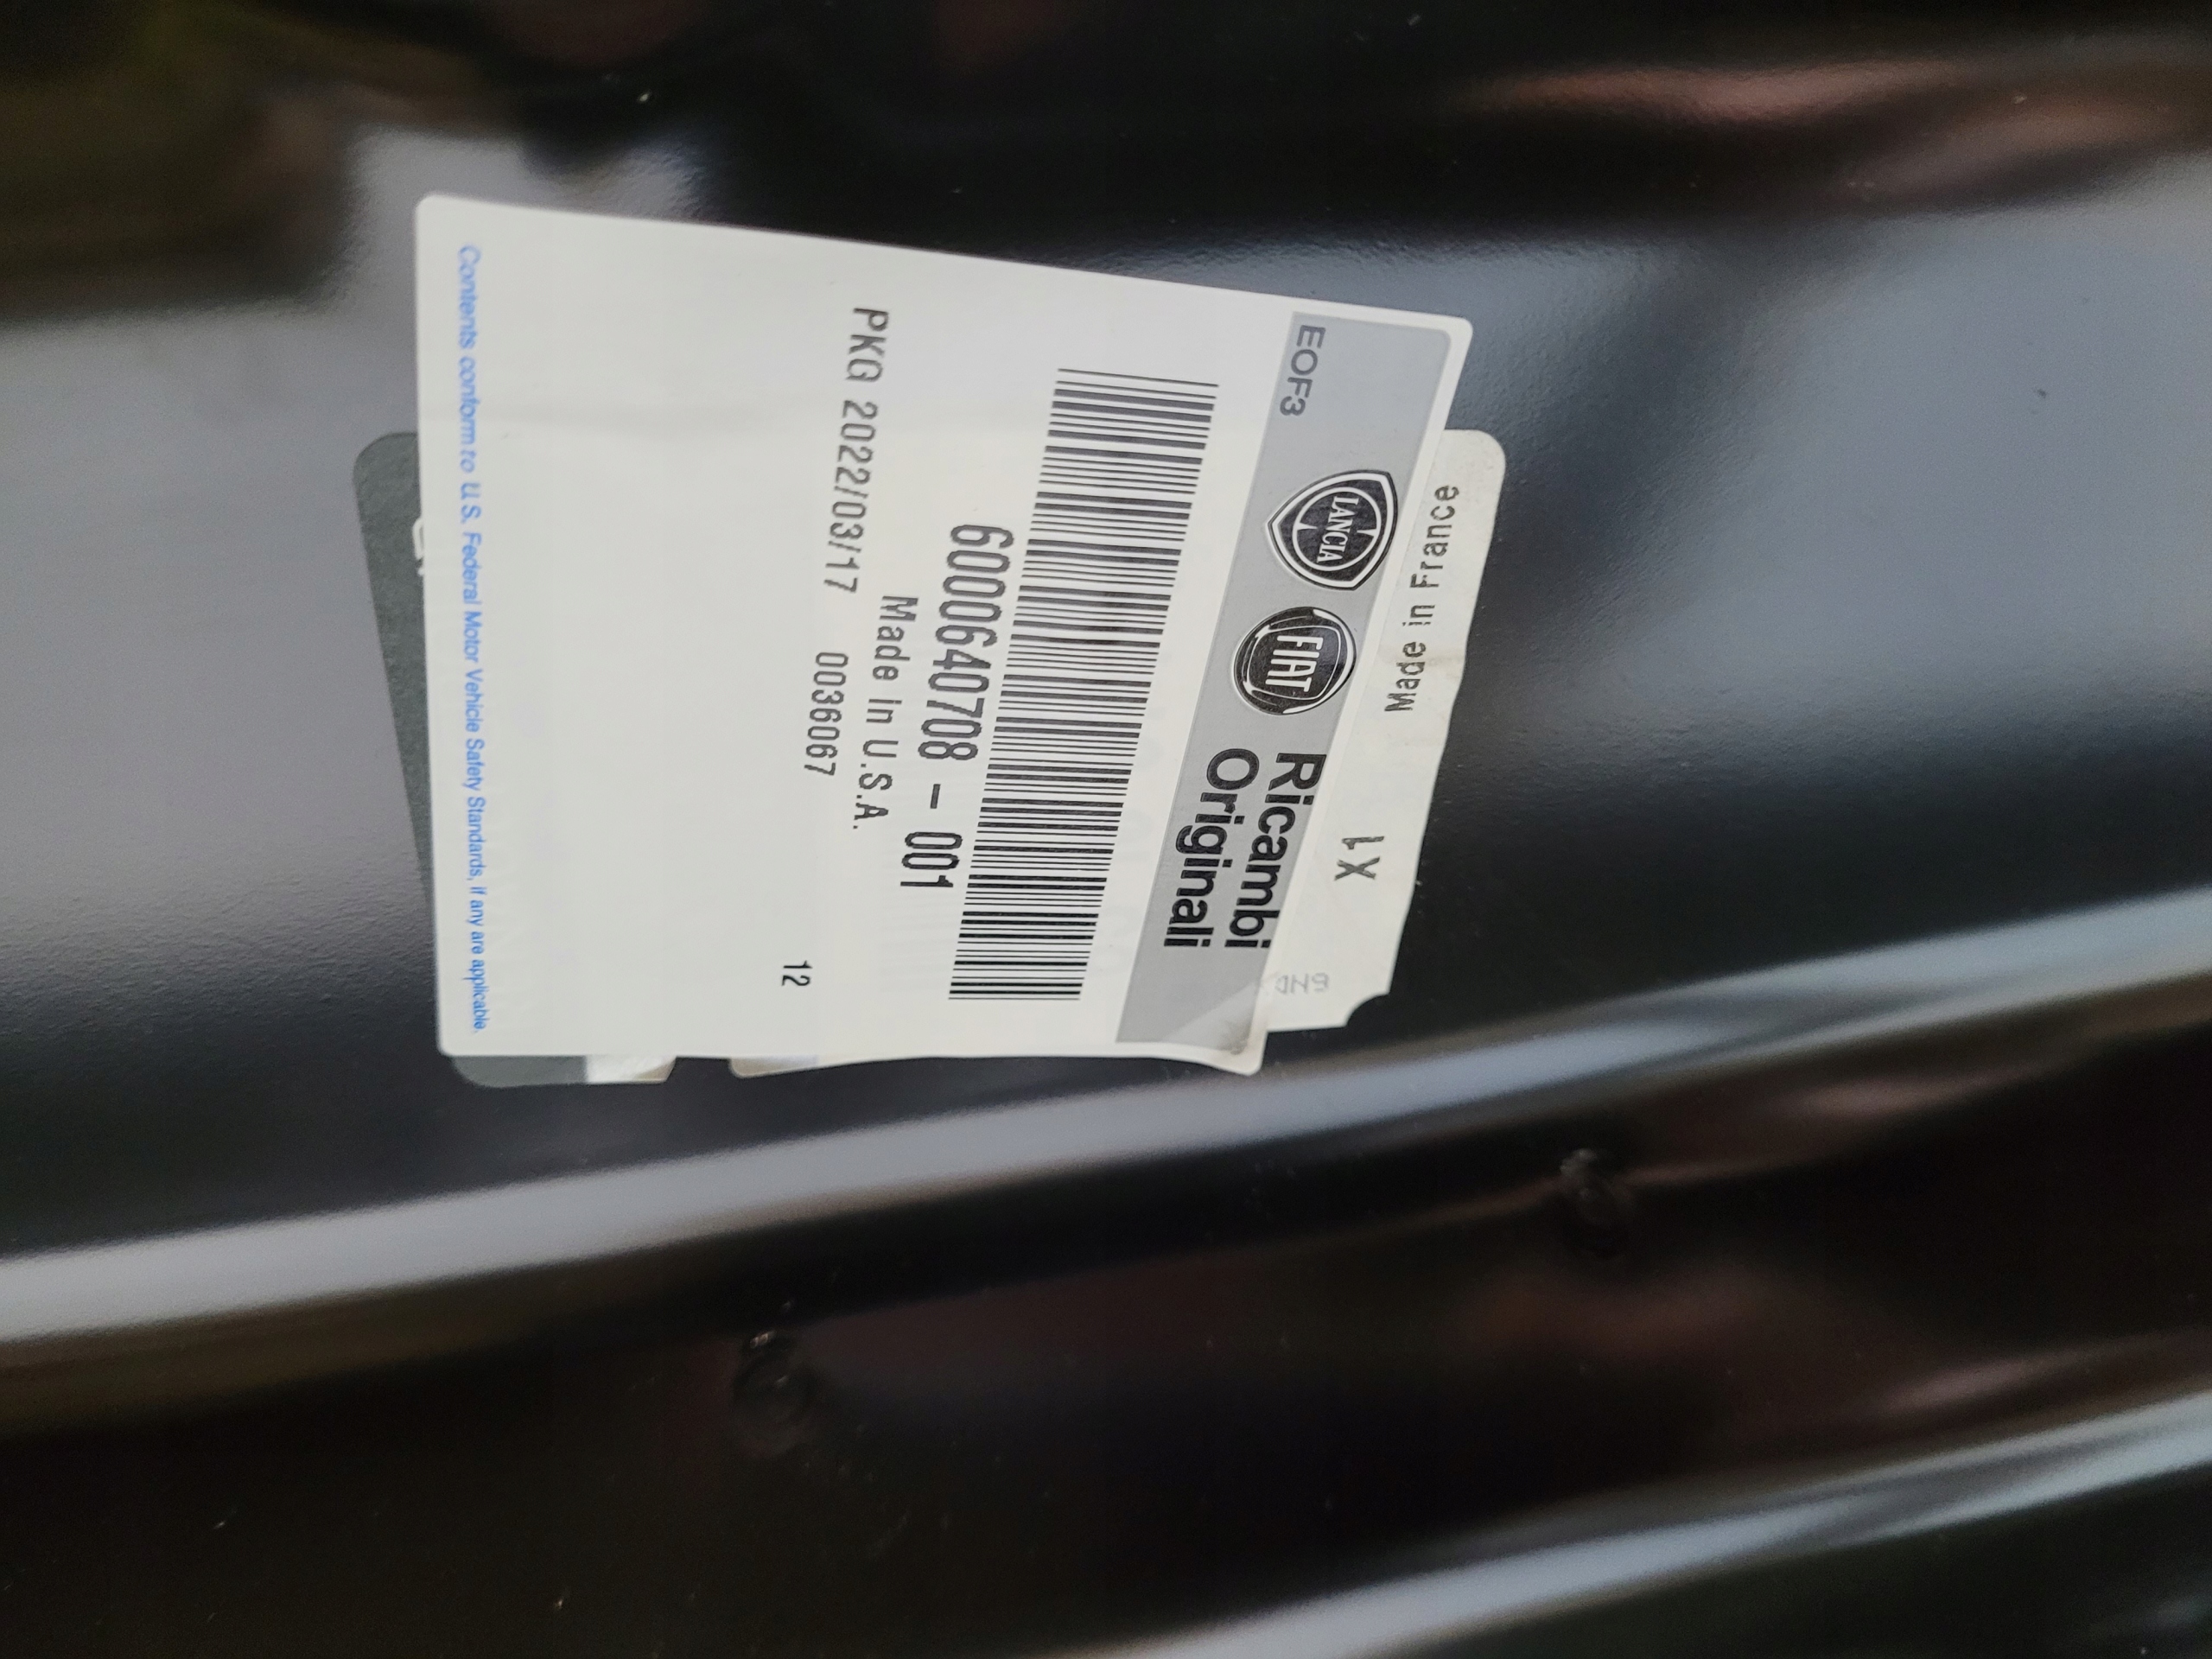 Made in France
1X
EOF3
LANCIA
FIAT
Ricambi
Originali
6000640708 - 001
Made in U.S.A.
PKG 2022/03/17 0036067
12
Contents conform to U.S. Federal Motor Vehicle Safety Standards, if any are applicable.